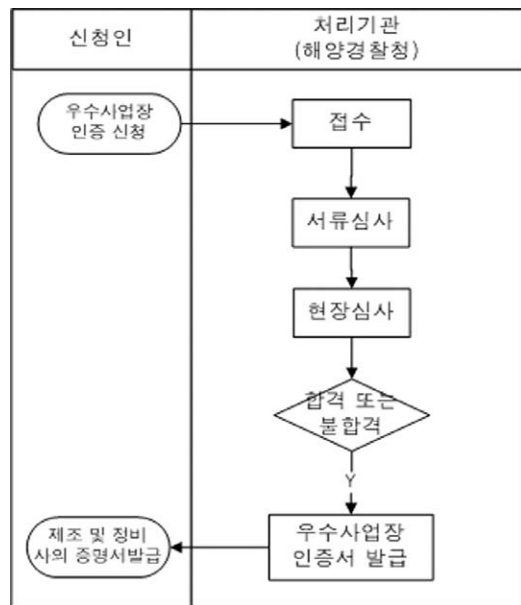 신청인
처리기관
(해양경찰청)
우수사업장
인증 신청
접수
서류심사
현장심사
합격 또는
불합격
Y
우수사업장
인증서 발급
제조 및 정비
사의 증명서발급